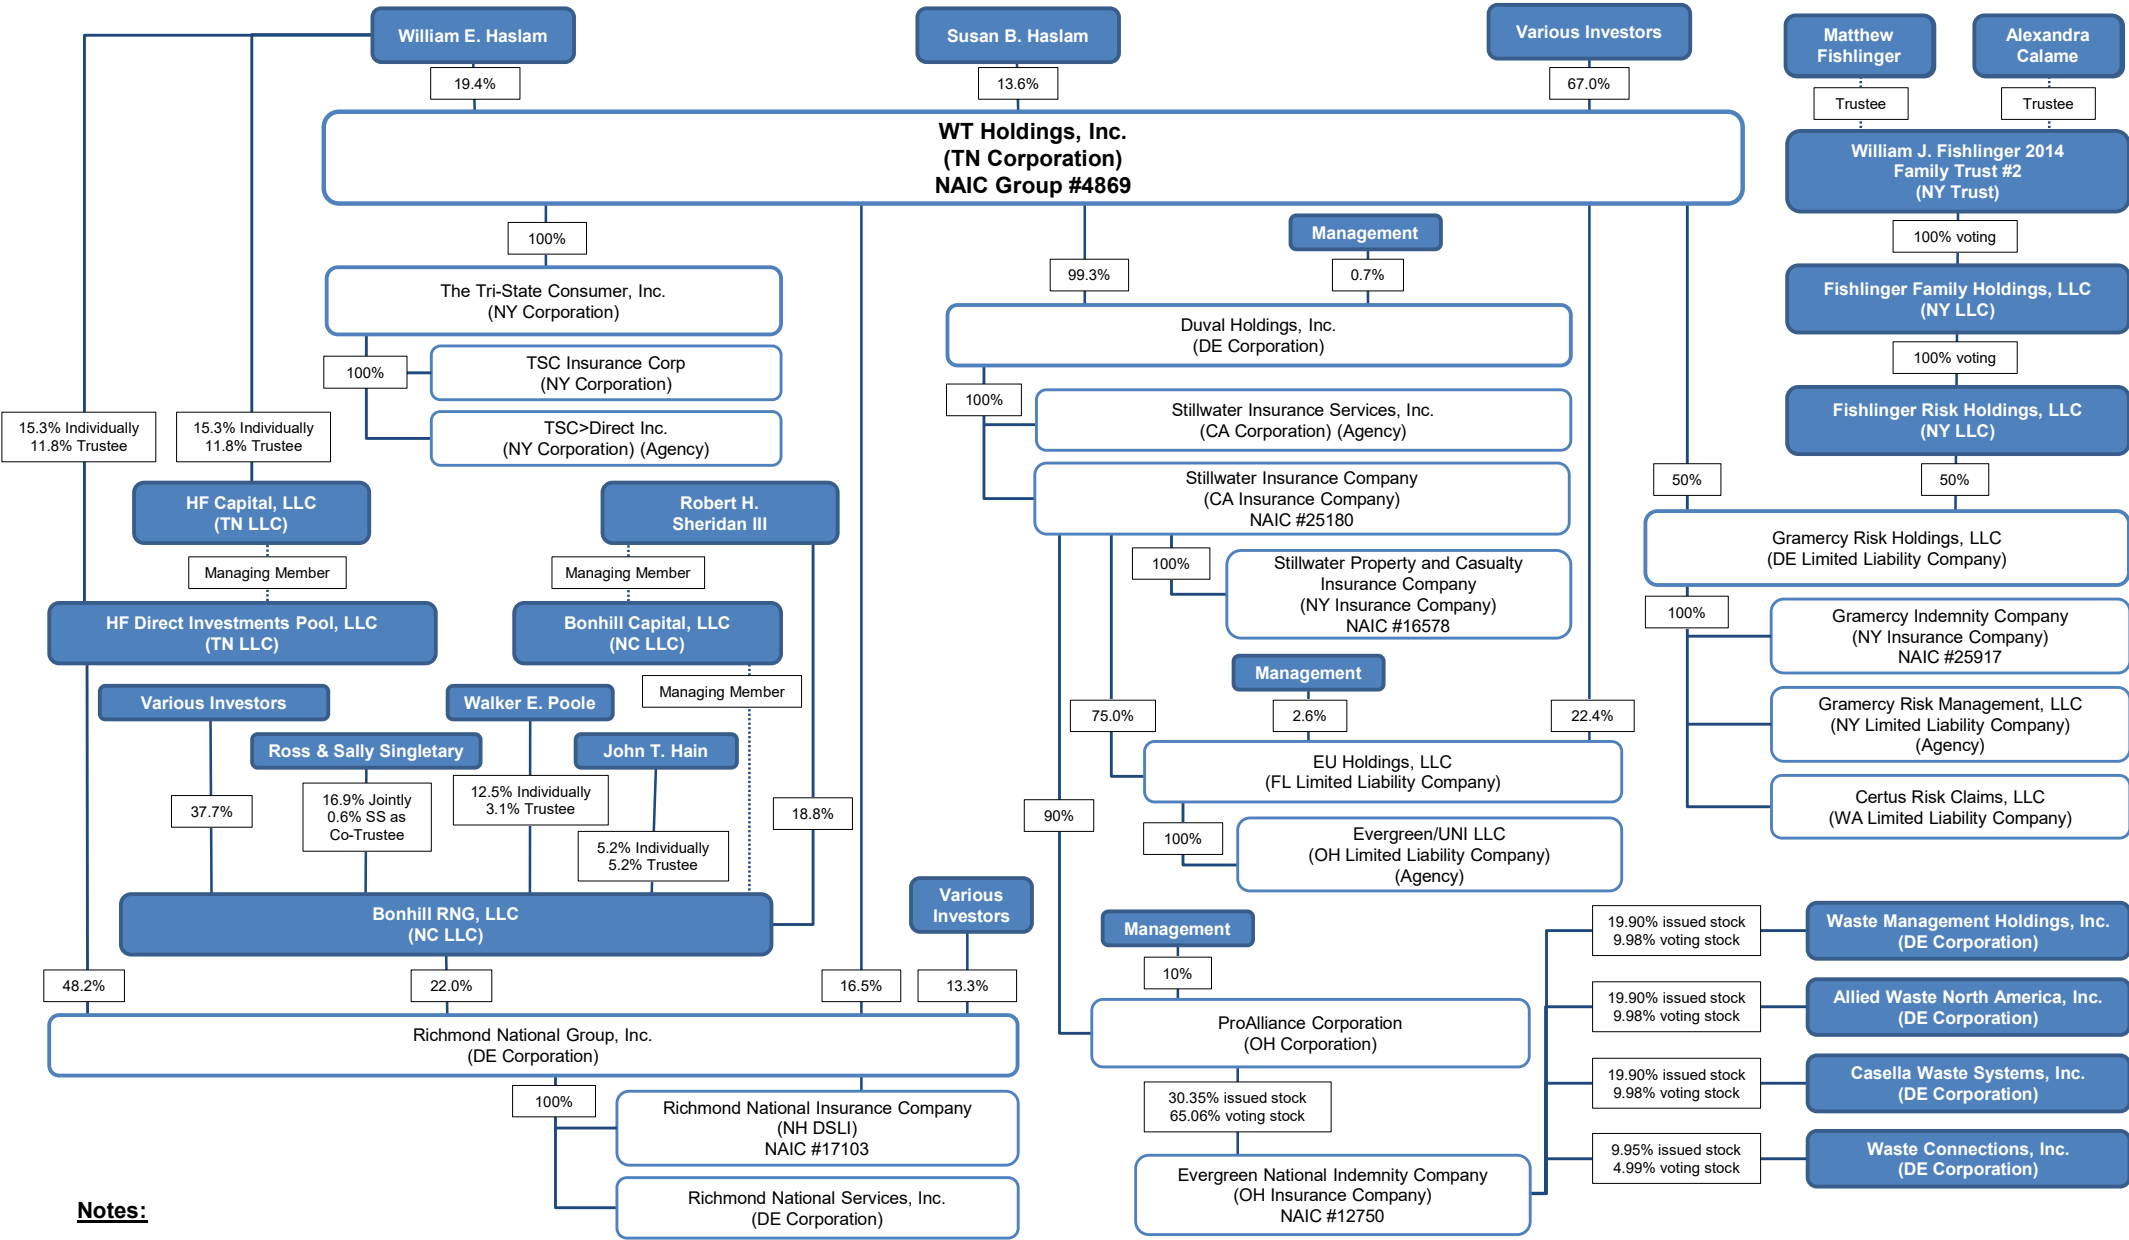 William E. Haslam
Susan B. Haslam
Various Investors
Matthew
Fishlinger
Alexandra
Calame
19.4%
13.6%
67.0%
Trustee
Trustee
WT Holdings, Inc.
(TN Corporation)
NAIC Group #4869
William J. Fishlinger 2014
Family Trust #2
(NY Trust)
100%
Management
100% voting
99.3%
0.7%
The Tri-State Consumer, Inc.
(NY Corporation)
Fishlinger Family Holdings, LLC
(NY LLC)
Duval Holdings, Inc.
(DE Corporation)
100%
TSC Insurance Corp
(NY Corporation)
100% voting
100%
TSC>Direct Inc.
(NY Corporation) (Agency)
Stillwater Insurance Services, Inc.
(CA Corporation) (Agency)
Fishlinger Risk Holdings, LLC
(NY LLC)
15.3% Individually
11.8% Trustee
15.3% Individually
11.8% Trustee
Stillwater Insurance Company
(CA Insurance Company)
NAIC #25180
50%
50%
HF Capital, LLC
(TN LLC)
Robert H.
Sheridan III
Gramercy Risk Holdings, LLC
(DE Limited Liability Company)
Managing Member
Managing Member
100%
Stillwater Property and Casualty
Insurance Company
(NY Insurance Company)
NAIC #16578
100%
Gramercy Indemnity Company
(NY Insurance Company)
NAIC #25917
HF Direct Investments Pool, LLC
(TN LLC)
Bonhill Capital, LLC
(NC LLC)
Management
Managing Member
Various Investors
Walker E. Poole
75.0%
2.6%
22.4%
Gramercy Risk Management, LLC
(NY Limited Liability Company)
(Agency)
Ross & Sally Singletary
John T. Hain
EU Holdings, LLC
(FL Limited Liability Company)
37.7%
16.9% Jointly
0.6% SS as
Co-Trustee
12.5% Individually
3.1% Trustee
18.8%
90%
Certus Risk Claims, LLC
(WA Limited Liability Company)
5.2% Individually
5.2% Trustee
100%
Evergreen/UNI LLC
(OH Limited Liability Company)
(Agency)
Bonhill RNG, LLC
(NC LLC)
Various
Investors
Management
19.90% issued stock
9.98% voting stock
Waste Management Holdings, Inc.
(DE Corporation)
48.2%
22.0%
16.5%
13.3%
10%
19.90% issued stock
9.98% voting stock
Allied Waste North America, Inc.
(DE Corporation)
Richmond National Group, Inc.
(DE Corporation)
ProAlliance Corporation
(OH Corporation)
19.90% issued stock
9.98% voting stock
Casella Waste Systems, Inc.
(DE Corporation)
100%
Richmond National Insurance Company
(NH DSLI)
NAIC #17103
30.35% issued stock
65.06% voting stock
9.95% issued stock
4.99% voting stock
Waste Connections, Inc.
(DE Corporation)
Evergreen National Indemnity Company
(OH Insurance Company)
NAIC #12750
Richmond National Services, Inc.
(DE Corporation)
Notes: